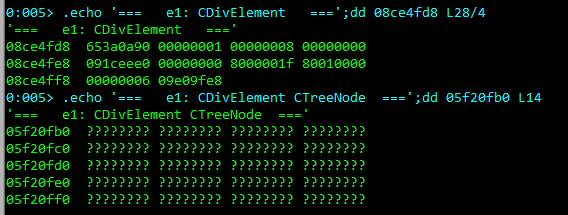 0:005> .echo '===   e1: CDivElement   ===';dd 08ce4fd8 L28/4
'===   e1: CDivElement   ==='
08ce4fd8  653a0a90 00000001 00000008 00000000
08ce4fe8  091ceee0 00000000 8000001f 80010000
08ce4ff8  00000006 09e09fe8
0:005> .echo '===   e1: CDivElement CTreeNode  ===';dd 05f20fb0 L14
'===   e1: CDivElement CTreeNode  ==='
05f20fb0  ???????? ???????? ???????? ????????
05f20fc0  ???????? ???????? ???????? ????????
05f20fd0  ???????? ???????? ???????? ????????
05f20fe0  ???????? ???????? ???????? ????????
05f20ff0  ???????? ???????? ???????? ????????